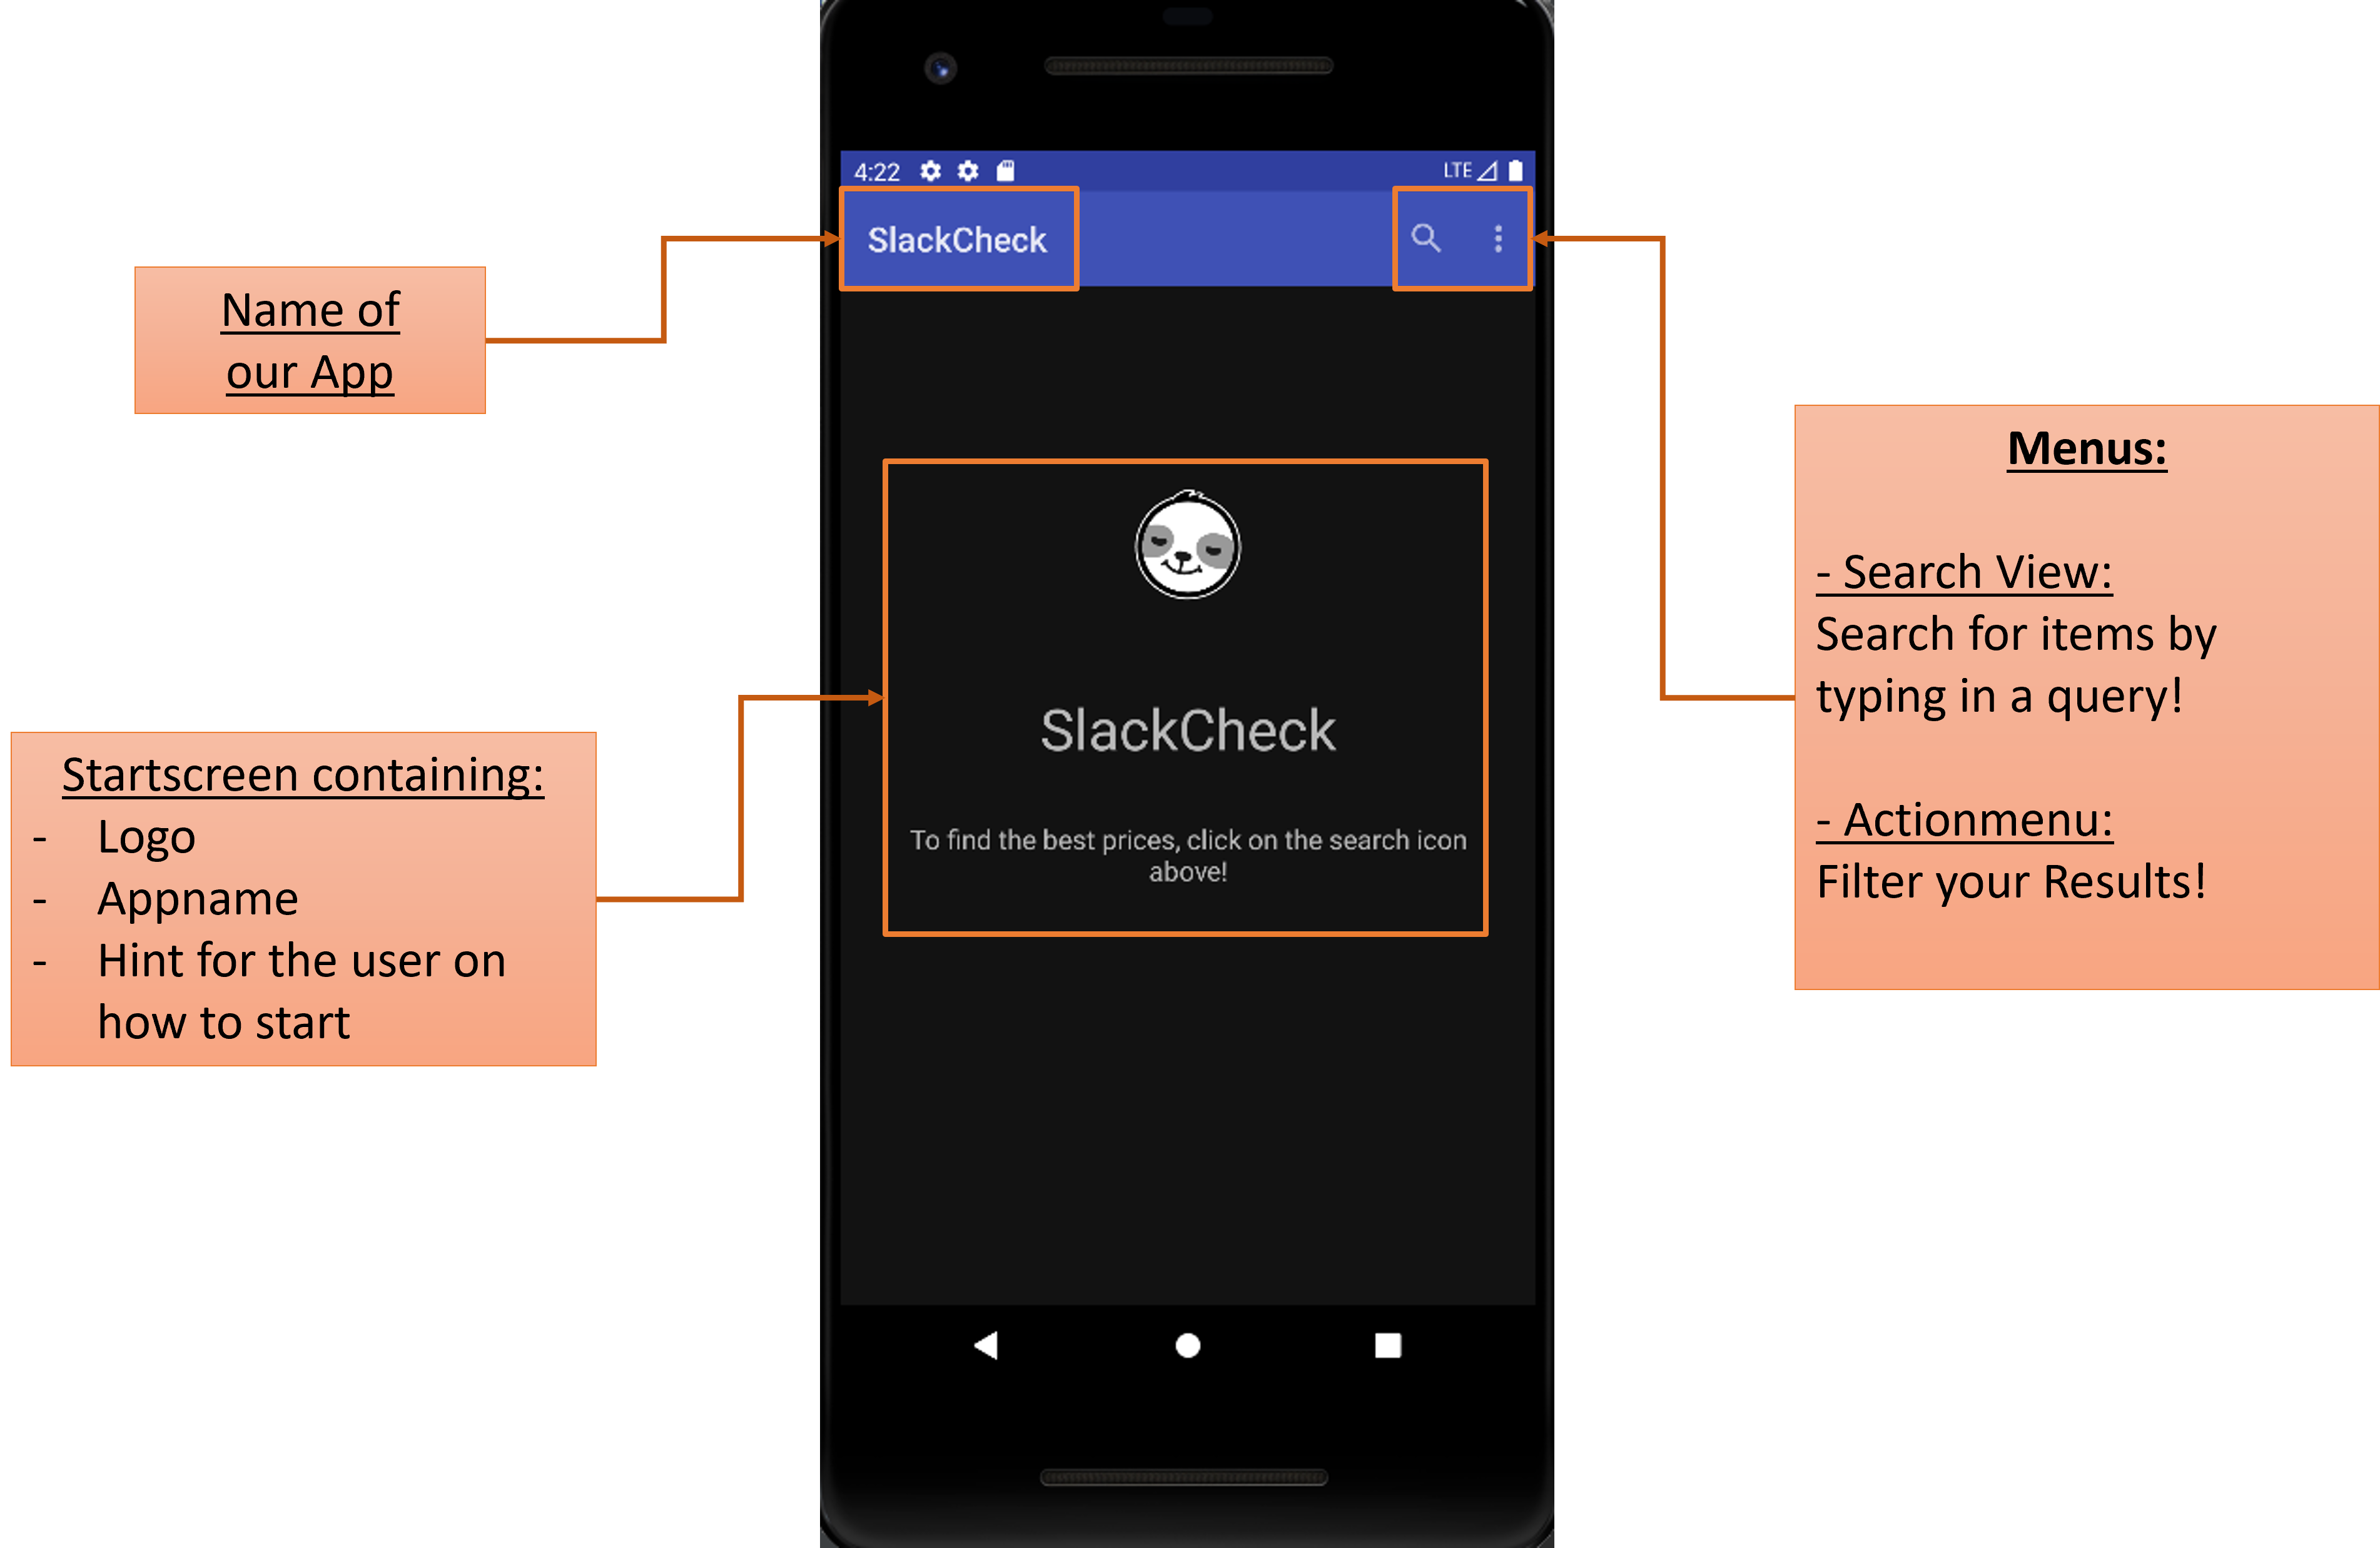 4:22
LTE
SlackCheck
Name of
our App
Menus:
- Search View:
Search for items by
typing in a query!
- Actionmenu:
Filter your Results!
SlackCheck
To find the best prices, click on the search icon
above!
Startscreen containing:
- Logo
- Appname
- Hint for the user on
how to start